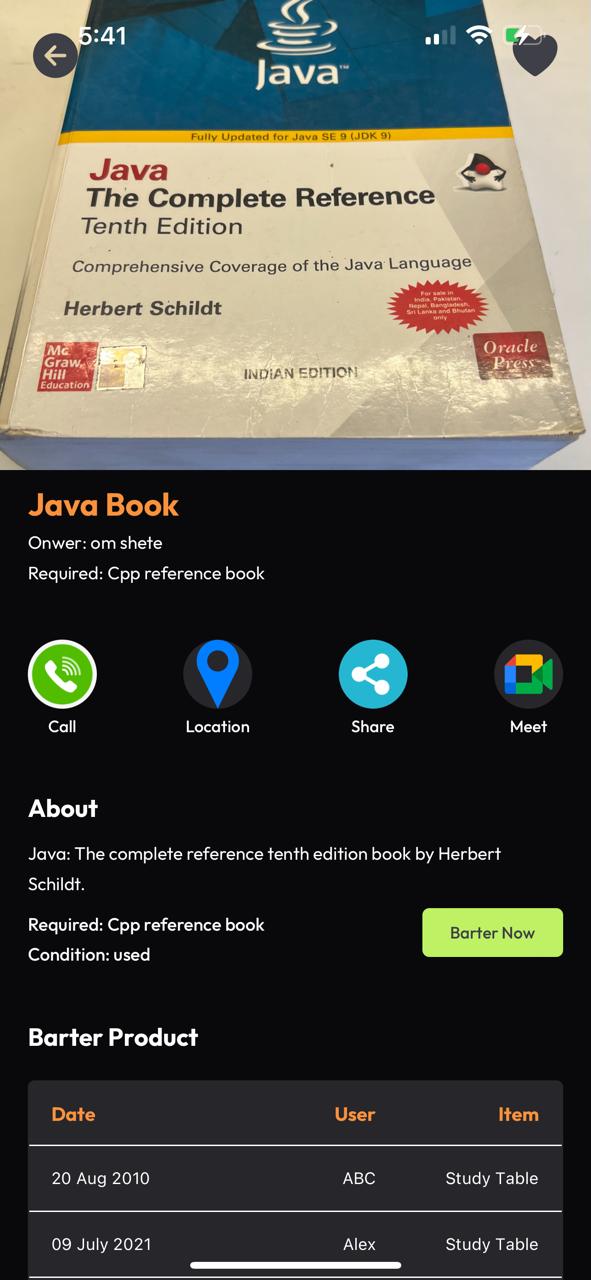 5:41
Java™
Fully Updated for Java SE 9 (JDK 9)
Java
The Complete Reference
Tenth Edition
Comprehensive Coverage of the Java Language
Herbert Schildt
For sale in
India, Pakistan,
Nepal, Bangladesh,
Sri Lanka and Bhutan
only
Mc
Graw
Hill
Education
INDIAN EDITION
Oracle
Press
Java Book
Onwer: om shete
Required: Cpp reference book
Call
Location
Share
Meet
About
Java: The complete reference tenth edition book by Herbert
Schildt.
Required: Cpp reference book
Condition: used
Barter Now
Barter Product
Date User Item
20 Aug 2010 ABC Study Table
09 July 2021 Alex Study Table